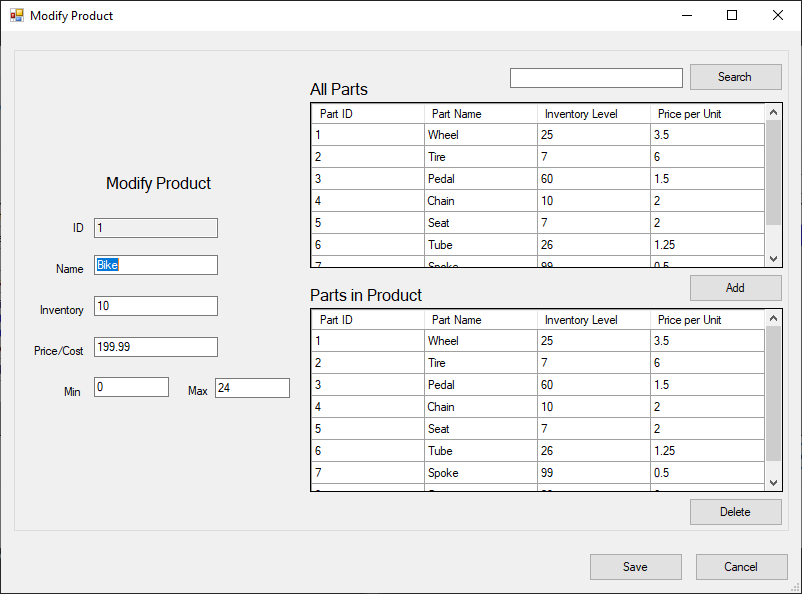 Modify Product
Search
All Parts
Part ID Part Name Inventory Level Price per Unit
1 Wheel 25 3.5
2 Tire 7 6
3 Pedal 60 1.5
4 Chain 10 2
5 Seat 7 2
6 Tube 26 1.25
7 Spoke 99 0.5
Add
Modify Product
ID 1
Name Bike
Inventory 10
Price/Cost 199.99
Min 0 Max 24
Parts in Product
Part ID Part Name Inventory Level Price per Unit
1 Wheel 25 3.5
2 Tire 7 6
3 Pedal 60 1.5
4 Chain 10 2
5 Seat 7 2
6 Tube 26 1.25
7 Spoke 99 0.5
Delete
Save Cancel